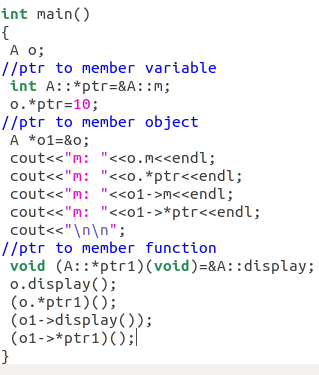 int main()
{
A o;
//ptr to member variable
int A::*ptr=&A::m;
o.*ptr=10;
//ptr to member object
A *o1=&o;
cout<<"m: "<<o.m<<endl;
cout<<"m: "<<o.*ptr<<endl;
cout<<"m: "<<o1->m<<endl;
cout<<"m: "<<o1->*ptr<<endl;
cout<<"\n\n";
//ptr to member function
void (A::*ptr1)(void)=&A::display;
o.display();
(o.*ptr1)();
(o1->display());
(o1->*ptr1)();
}